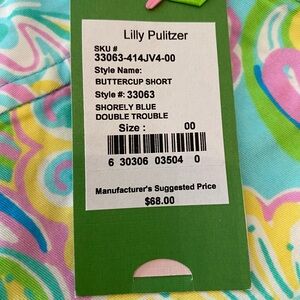 Lilly Pulitzer
SKU #
33063-414JV4-00
Style Name:
BUTTERCUP SHORT
Style #: 33063
SHORELY BLUE
DOUBLE TROUBLE
Size : 00
6 30306 03504 0
Manufacturer's Suggested Price
$68.00